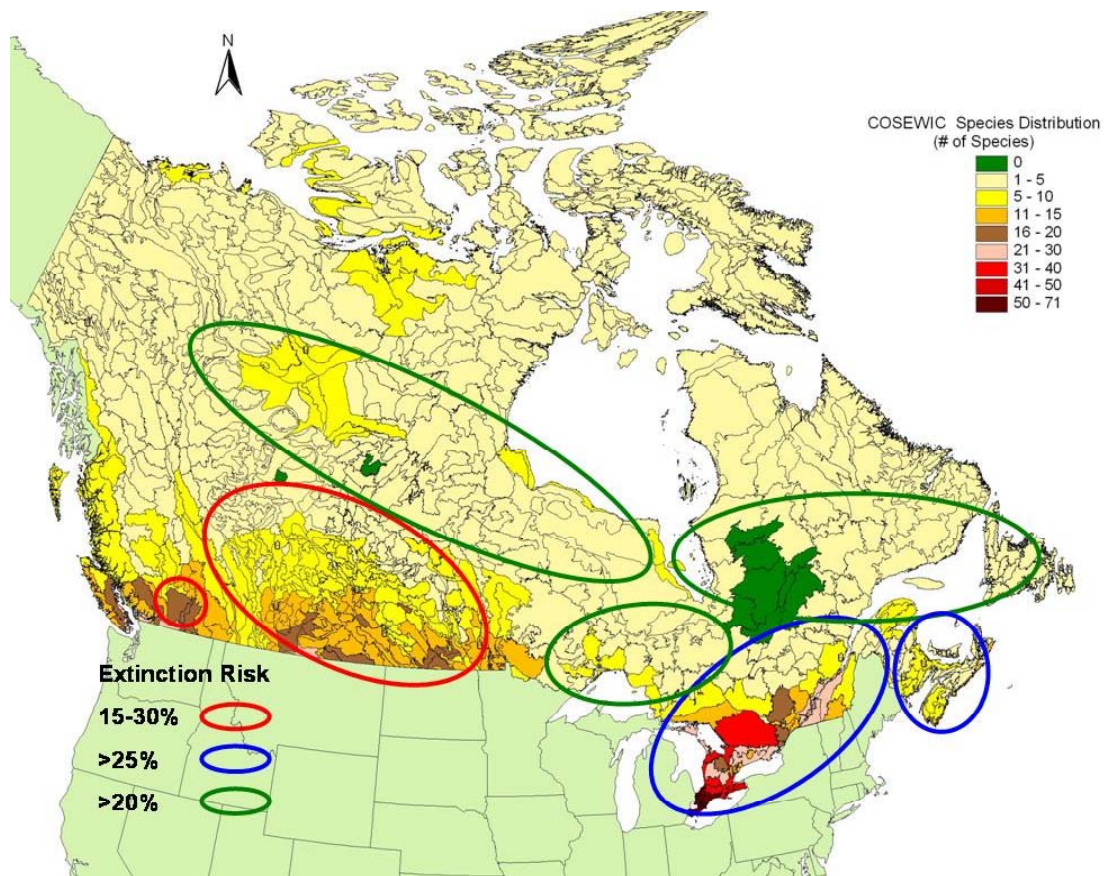 N
COSEWIC Species Distribution
(# of Species)
0
1 - 5
5 - 10
11 - 15
16 - 20
21 - 30
31 - 40
41 - 50
50 - 71
Extinction Risk
15-30%
>25%
>20%